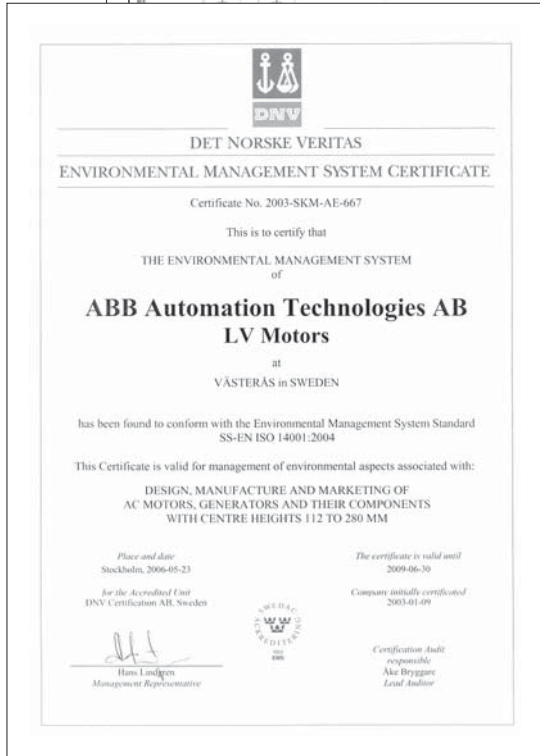 DNV
DET NORSKE VERITAS
ENVIRONMENTAL MANAGEMENT SYSTEM CERTIFICATE
Certificate No. 2003-SKM-AE-667
This is to certify that
THE ENVIRONMENTAL MANAGEMENT SYSTEM
of
ABB Automation Technologies AB
LV Motors
at
VÄSTERÅS in SWEDEN
has been found to conform with the Environmental Management System Standard
SS-EN ISO 14001:2004
This Certificate is valid for management of environmental aspects associated with:
DESIGN, MANUFACTURE AND MARKETING OF
AC MOTORS, GENERATORS AND THEIR COMPONENTS
WITH CENTRE HEIGHTS 112 TO 280 MM
Place and date
Stockholm, 2006-05-23
for the Accredited Unit
DNV Certification AB, Sweden
Hans Lindgren
Management Representative
SWEDAC
ACKREDITERING
The certificate is valid until
2009-06-30
Company initially certificated
2003-01-09
Certification Audit
responsible
Åke Bryggare
Lead Auditor